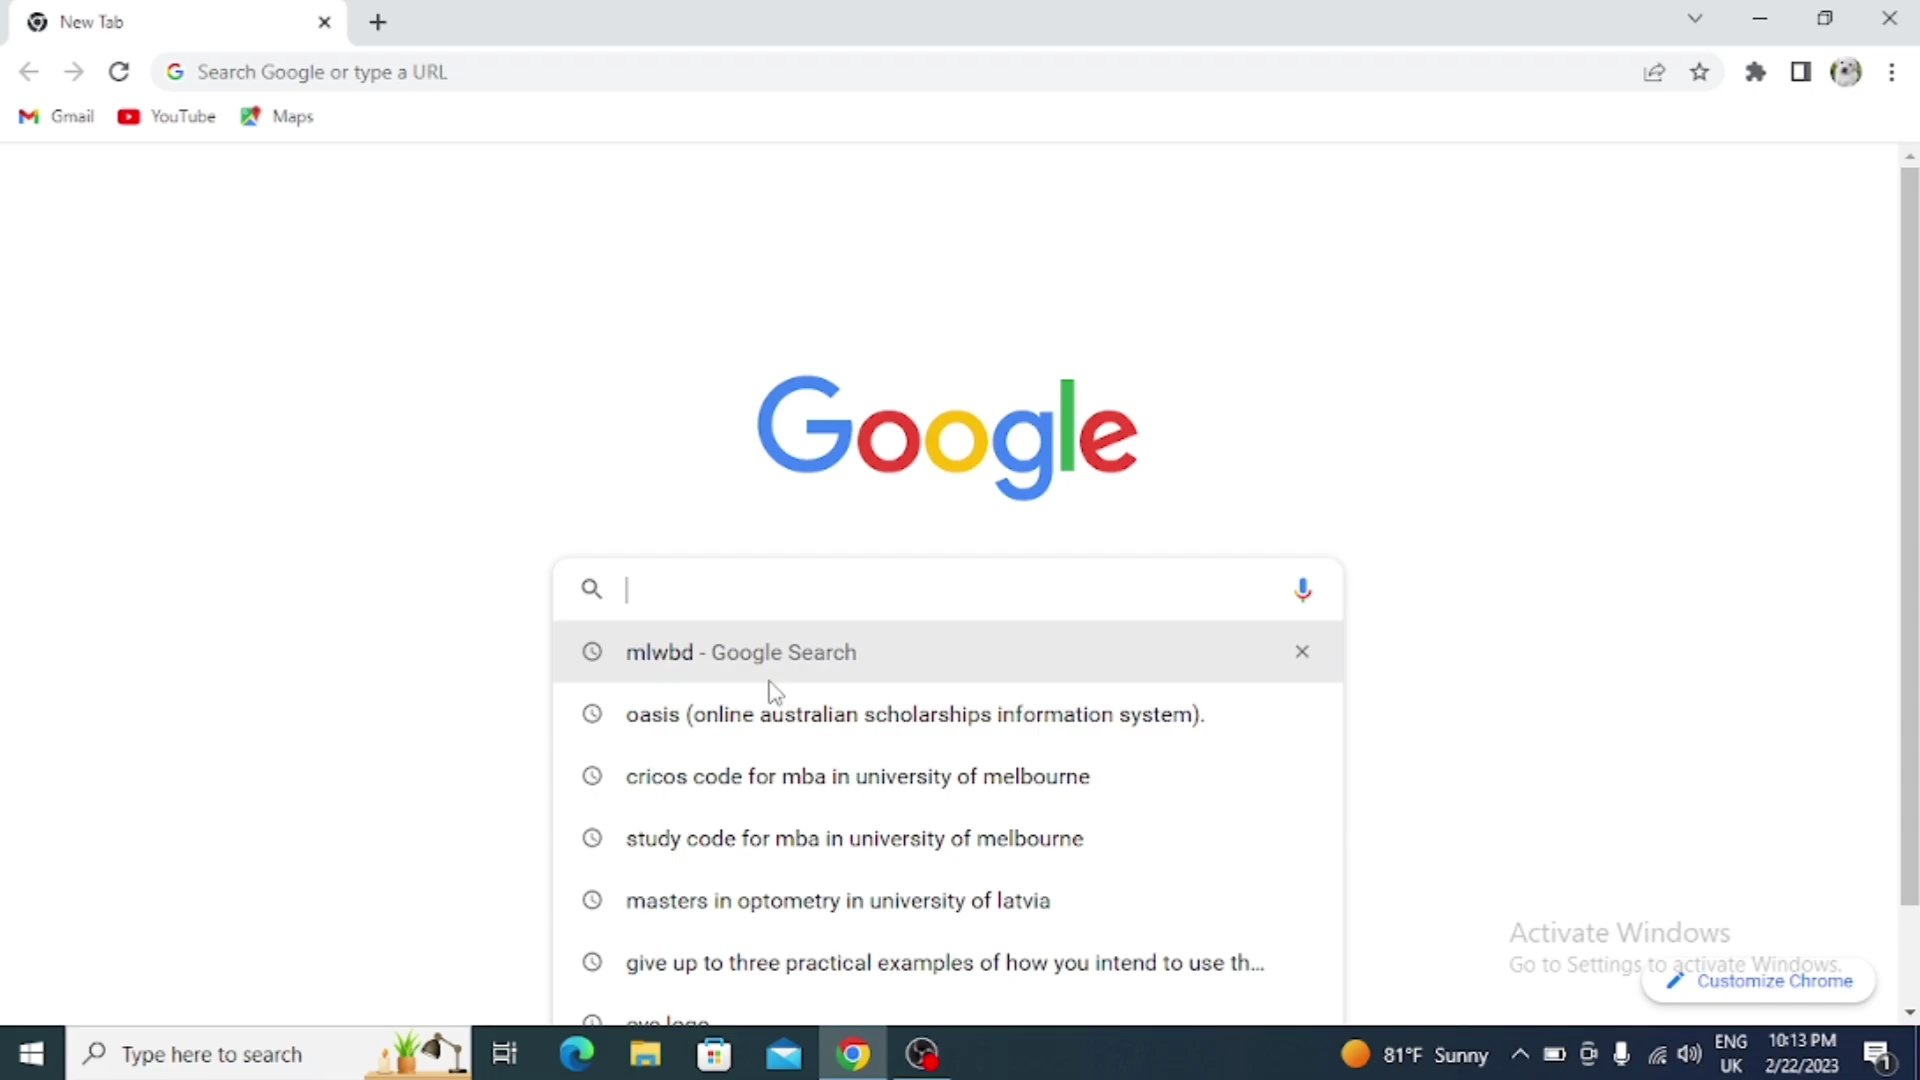 New Tab
Search Google or type a URL
Gmail
YouTube
Maps
Google
mlwbd - Google Search
oasis (online australian scholarships information system).
cricos code for mba in university of melbourne
study code for mba in university of melbourne
masters in optometry in university of latvia
give up to three practical examples of how you intend to use th...
Activate Windows
Go to Settings to activate Windows.
Customize Chrome
Type here to search
81°F Sunny
ENG
UK
10:13 PM
2/22/2023
1